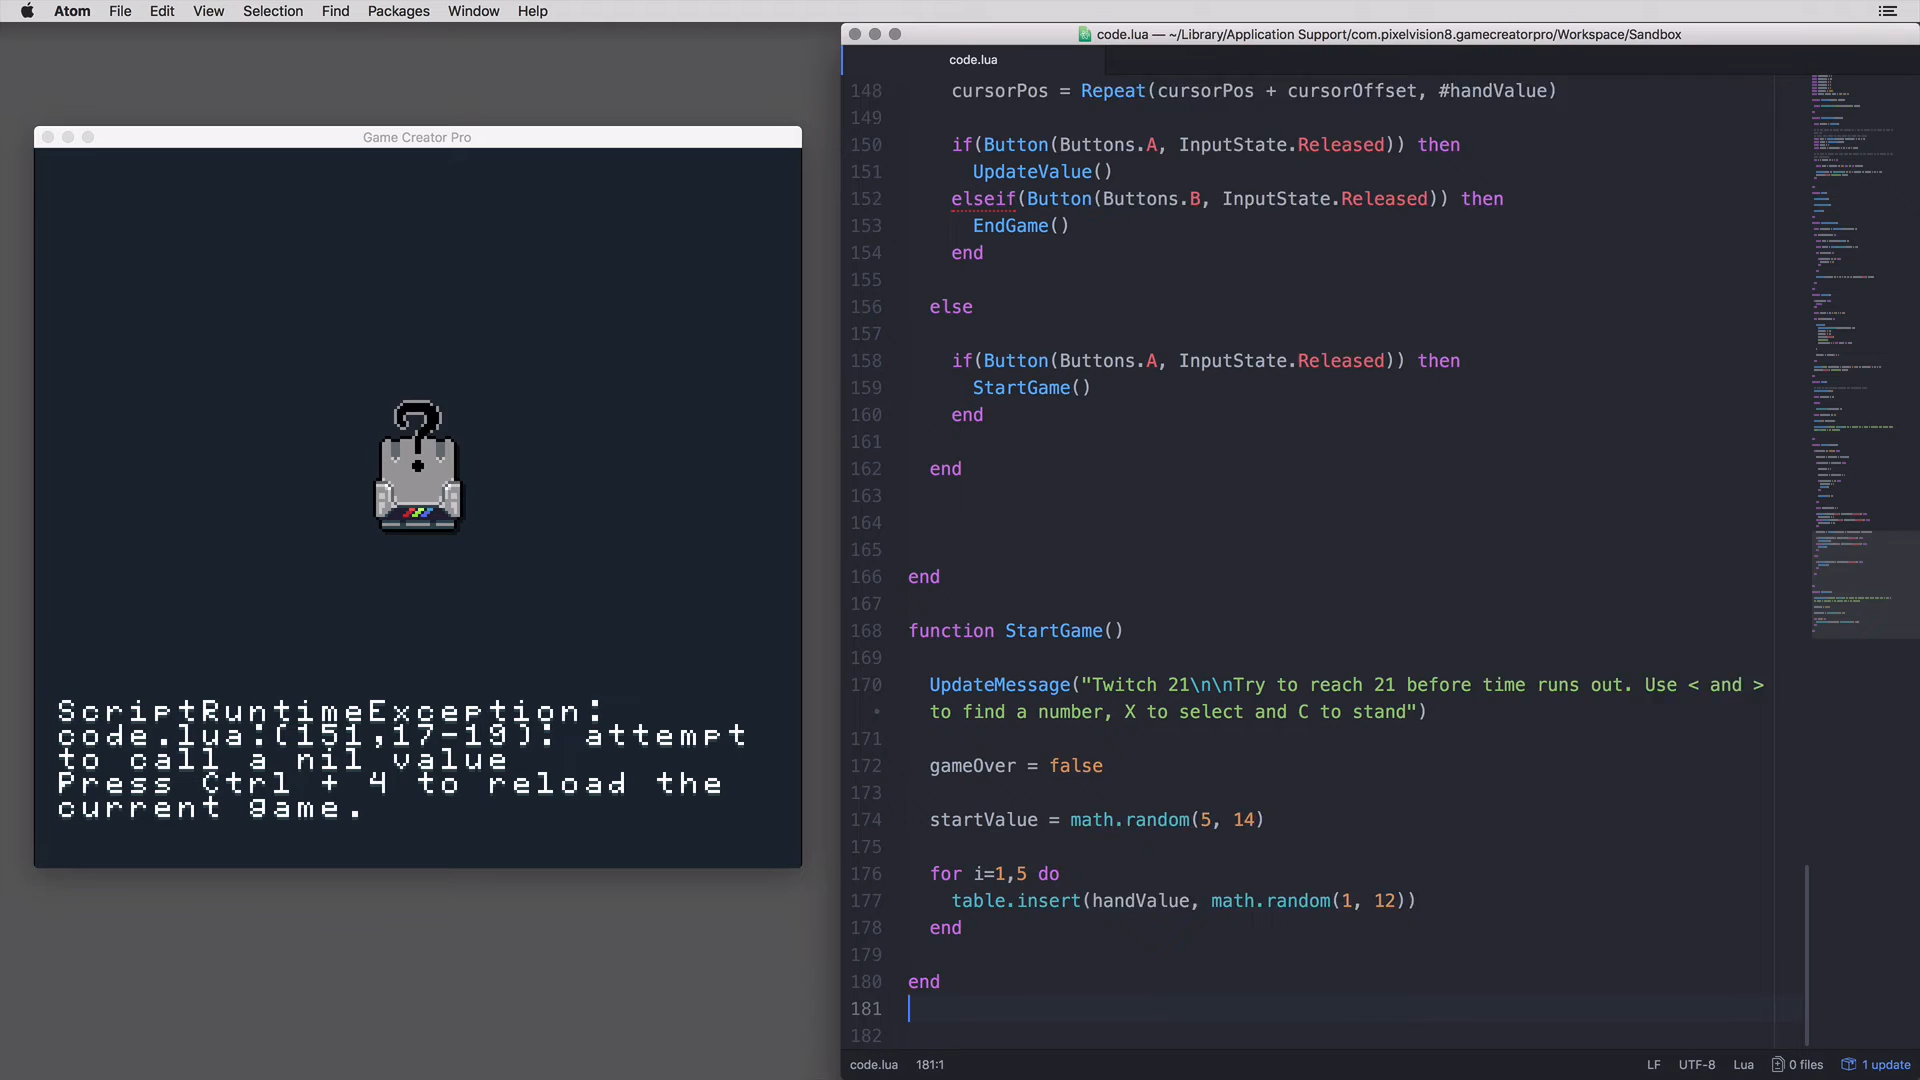 Atom File Edit View Selection Find Packages Window Help
Game Creator Pro
ScriptRuntimeException:
code.lua:(151,17-19): attempt
to call a nil value
Press Ctrl + 4 to reload the
current game.
code.lua — ~/Library/Application Support/com.pixelvision8.gamecreatorpro/Workspace/Sandbox
code.lua
148 cursorPos = Repeat(cursorPos + cursorOffset, #handValue)
149
150 if(Button(Buttons.A, InputState.Released)) then
151 UpdateValue()
152 elseif(Button(Buttons.B, InputState.Released)) then
153 EndGame()
154 end
155
156 else
157
158 if(Button(Buttons.A, InputState.Released)) then
159 StartGame()
160 end
161
162 end
163
164
165
166 end
167
168 function StartGame()
169
170 UpdateMessage("Twitch 21\n\nTry to reach 21 before time runs out. Use < and >
• to find a number, X to select and C to stand")
171
172 gameOver = false
173
174 startValue = math.random(5, 14)
175
176 for i=1,5 do
177 table.insert(handValue, math.random(1, 12))
178 end
179
180 end
181
182
code.lua 181:1 LF UTF-8 Lua 0 files 1 update